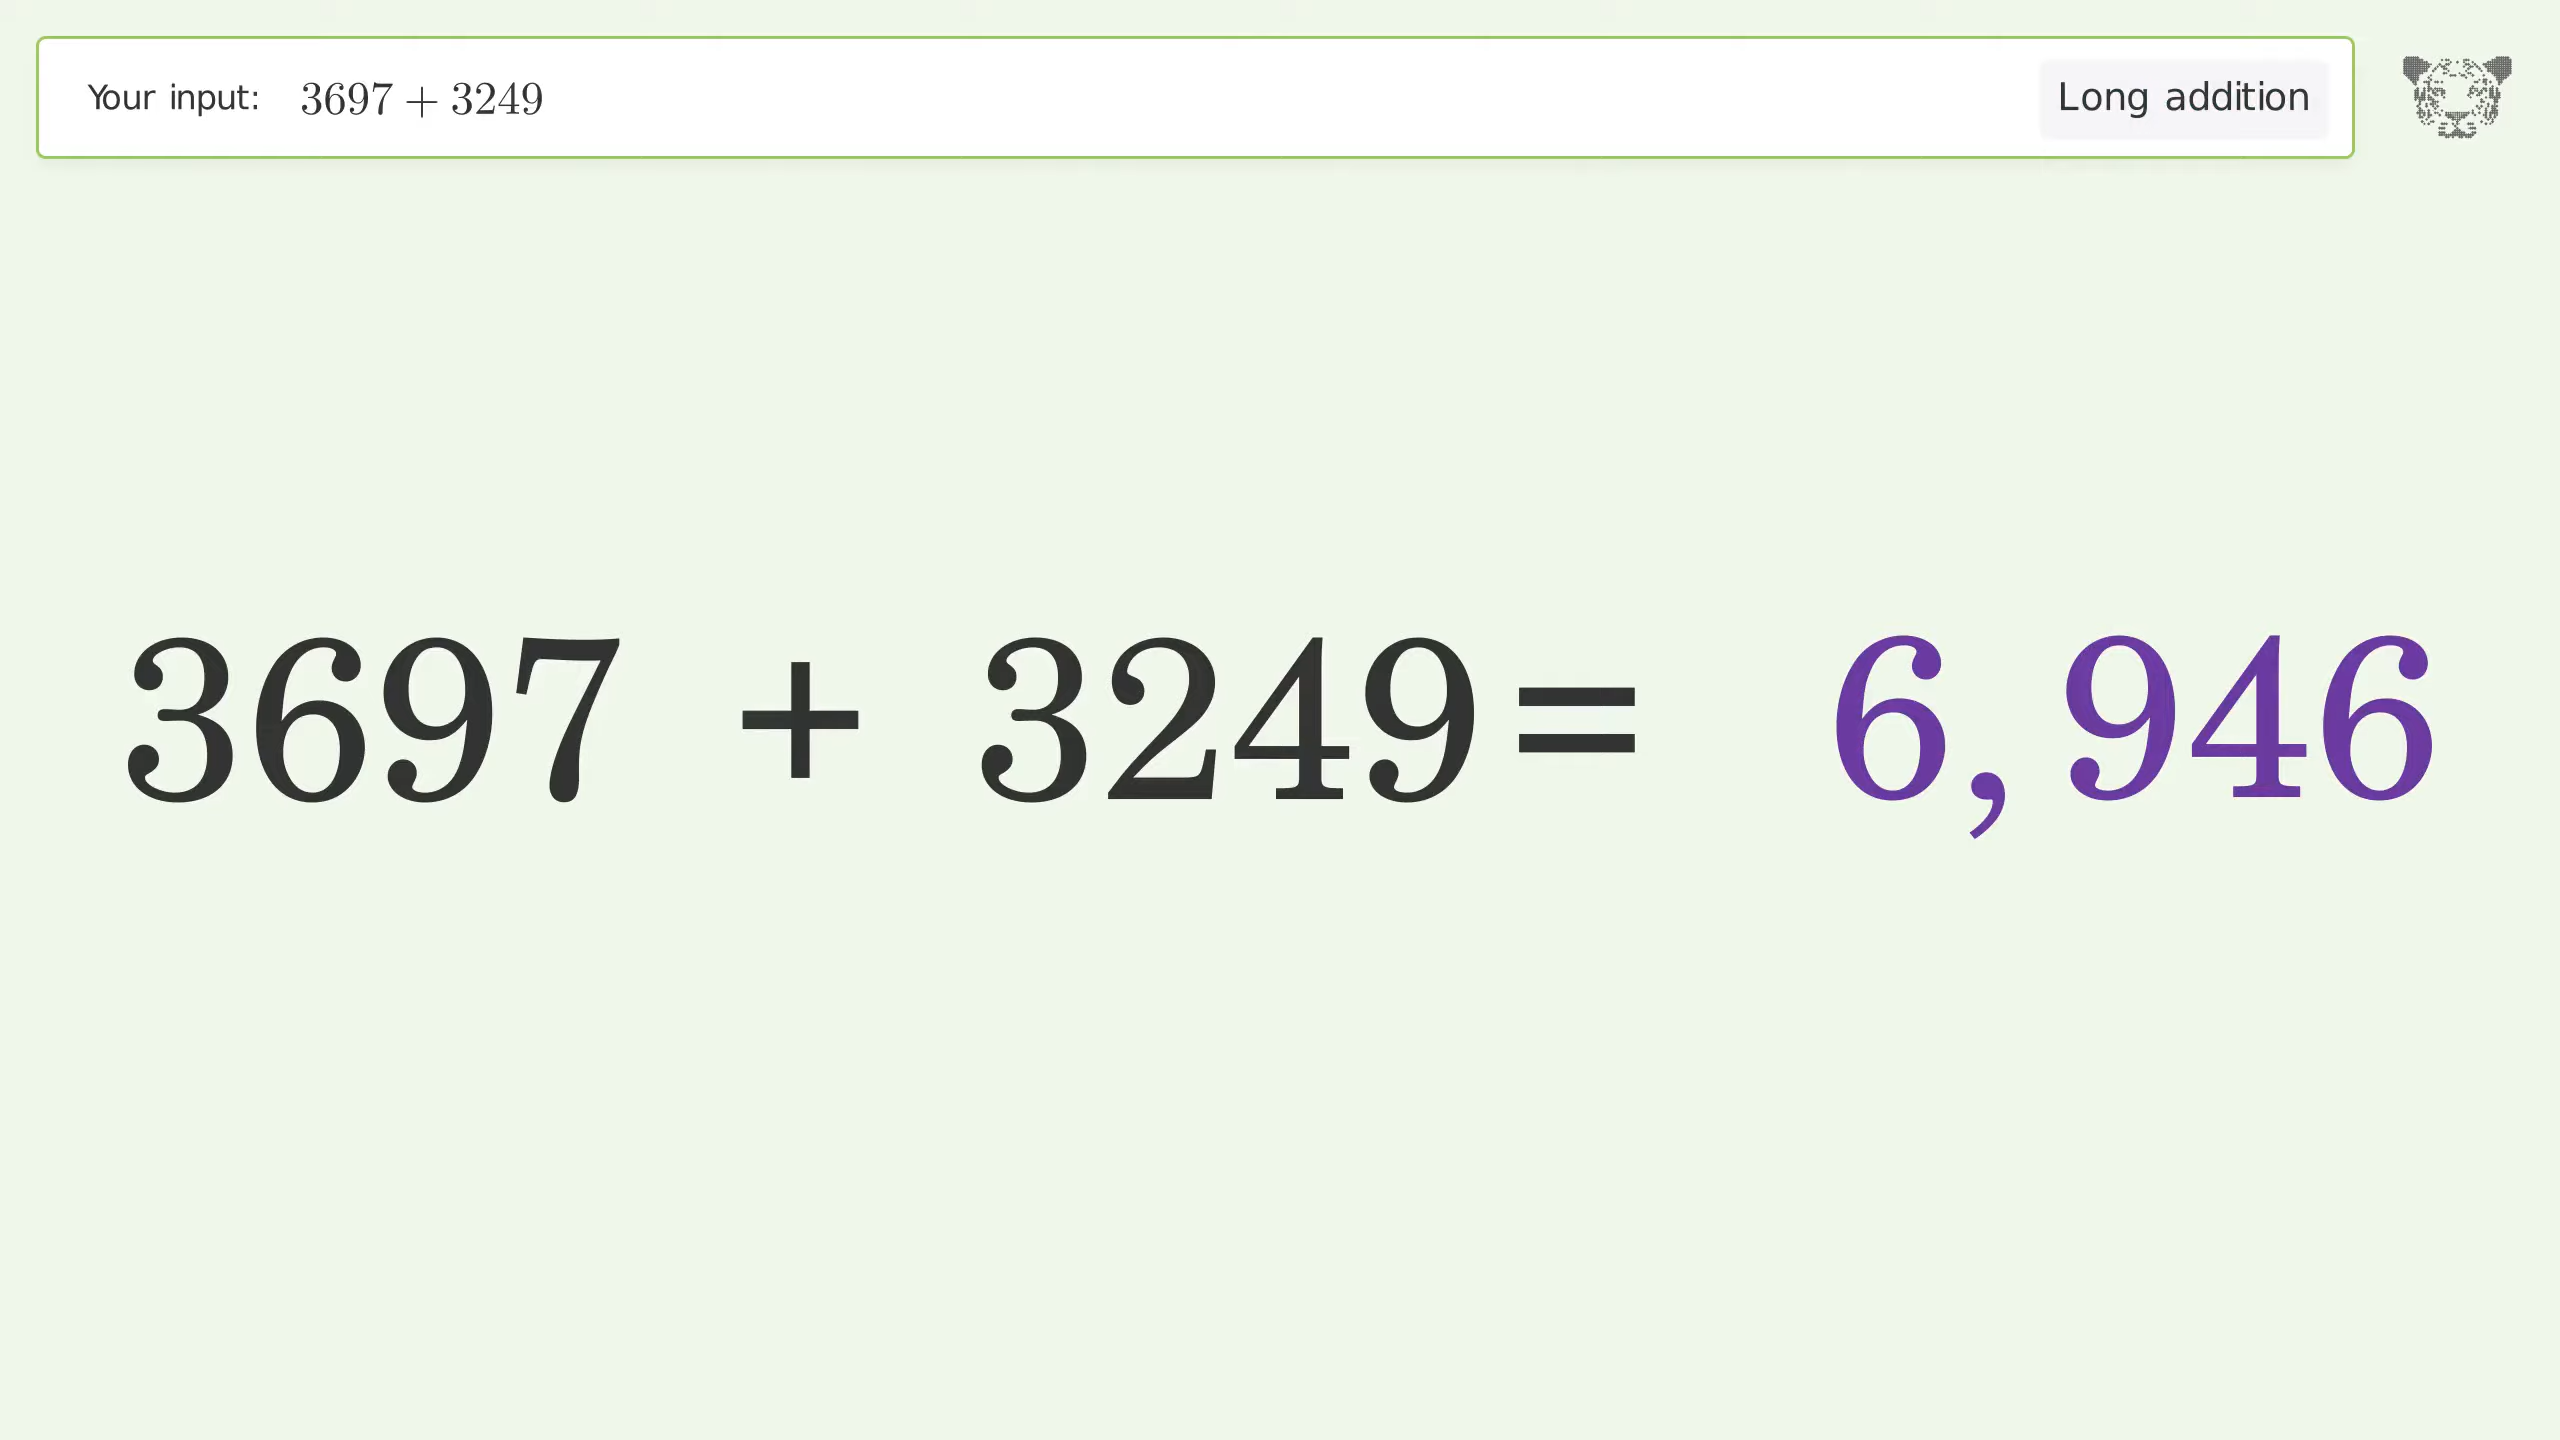 Your input: 3697 + 3249 Long addition
3697 + 3249 = 6,946